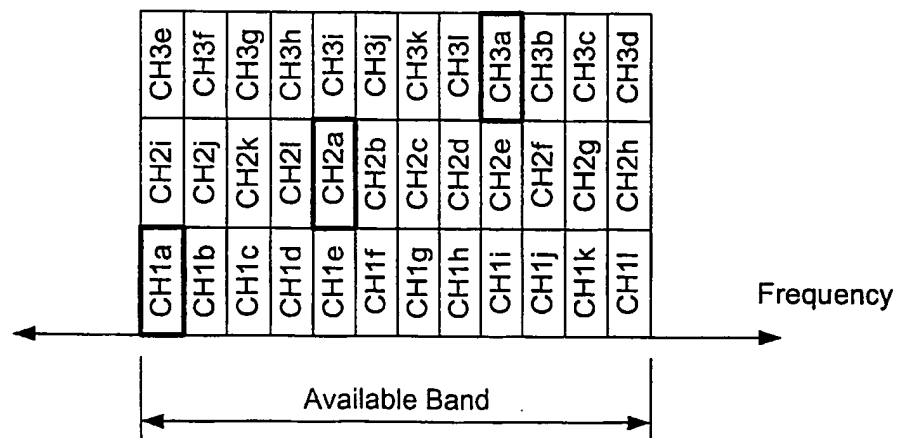 CH3e CH3f CH3g CH3h CH3i CH3j CH3k CH3l CH3a CH3b CH3c CH3d
CH2i CH2j CH2k CH2l CH2a CH2b CH2c CH2d CH2e CH2f CH2g CH2h
CH1a CH1b CH1c CH1d CH1e CH1f CH1g CH1h CH1i CH1j CH1k CH1l
Frequency
Available Band